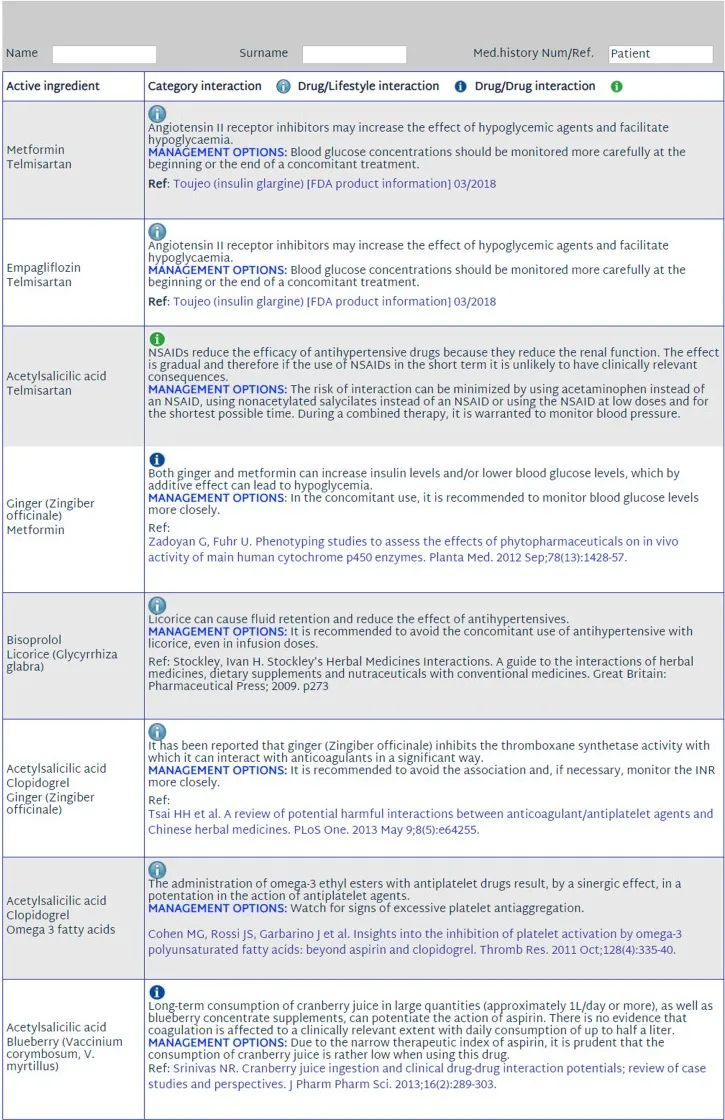 Name Surname Med.history Num/Ref. Patient
Active ingredient Category interaction Drug/Lifestyle interaction Drug/Drug interaction
Metformin
Telmisartan
Angiotensin II receptor inhibitors may increase the effect of hypoglycemic agents and facilitate
hypoglycaemia.
MANAGEMENT OPTIONS: Blood glucose concentrations should be monitored more carefully at the
beginning or the end of a concomitant treatment.
Ref: Toujeo (insulin glargine) [FDA product information] 03/2018
Empagliflozin
Telmisartan
Angiotensin II receptor inhibitors may increase the effect of hypoglycemic agents and facilitate
hypoglycaemia.
MANAGEMENT OPTIONS: Blood glucose concentrations should be monitored more carefully at the
beginning or the end of a concomitant treatment.
Ref: Toujeo (insulin glargine) [FDA product information] 03/2018
Acetylsalicilic acid
Telmisartan
NSAIDs reduce the efficacy of antihypertensive drugs because they reduce the renal function. The effect
is gradual and therefore if the use of NSAIDs in the short term it is unlikely to have clinically relevant
consequences.
MANAGEMENT OPTIONS: The risk of interaction can be minimized by using acetaminophen instead of
an NSAID, using nonacetylated salycilates instead of an NSAID or using the NSAID at low doses and for
the shortest possible time. During a combined therapy, it is warranted to monitor blood pressure.
Ginger (Zingiber
officinale)
Metformin
Both ginger and metformin can increase insulin levels and/or lower blood glucose levels, which by
additive effect can lead to hypoglycemia.
MANAGEMENT OPTIONS: In the concomitant use, it is recommended to monitor blood glucose levels
more closely.
Ref:
Zadoyan G, Fuhr U. Phenotyping studies to assess the effects of phytopharmaceuticals on in vivo
activity of main human cytochrome p450 enzymes. Planta Med. 2012 Sep;78(13):1428-57.
Bisoprolol
Licorice (Glycyrrhiza
glabra)
Licorice can cause fluid retention and reduce the effect of antihypertensives.
MANAGEMENT OPTIONS: It is recommended to avoid the concomitant use of antihypertensive with
licorice, even in infusion doses.
Ref: Stockley, Ivan H. Stockley's Herbal Medicines Interactions. A guide to the interactions of herbal
medicines, dietary supplements and nutraceuticals with conventional medicines. Great Britain:
Pharmaceutical Press; 2009. p273
Acetylsalicilic acid
Clopidogrel
Ginger (Zingiber
officinale)
It has been reported that ginger (Zingiber officinale) inhibits the thromboxane synthetase activity with
which it can interact with anticoagulants in a significant way.
MANAGEMENT OPTIONS: It is recommended to avoid the association and, if necessary, monitor the INR
more closely.
Ref:
Tsai HH et al. A review of potential harmful interactions between anticoagulant/antiplatelet agents and
Chinese herbal medicines. PLoS One. 2013 May 9;8(5):e64255.
Acetylsalicilic acid
Clopidogrel
Omega 3 fatty acids
The administration of omega-3 ethyl esters with antiplatelet drugs result, by a sinergic effect, in a
potentation in the action of antiplatelet agents.
MANAGEMENT OPTIONS: Watch for signs of excessive platelet antiaggregation.
Cohen MG, Rossi JS, Garbarino J et al. Insights into the inhibition of platelet activation by omega-3
polyunsaturated fatty acids: beyond aspirin and clopidogrel. Thromb Res. 2011 Oct;128(4):335-40.
Acetylsalicilic acid
Blueberry (Vaccinium
corymbosum, V.
myrtillus)
Long-term consumption of cranberry juice in large quantities (approximately 1L/day or more), as well as
blueberry concentrate supplements, can potentiate the action of aspirin. There is no evidence that
coagulation is affected to a clinically relevant extent with daily consumption of up to half a liter.
MANAGEMENT OPTIONS: Due to the narrow therapeutic index of aspirin, it is prudent that the
consumption of cranberry juice is rather low when using this drug.
Ref: Srinivas NR. Cranberry juice ingestion and clinical drug-drug interaction potentials; review of case
studies and perspectives. J Pharm Pharm Sci. 2013;16(2):289-303.